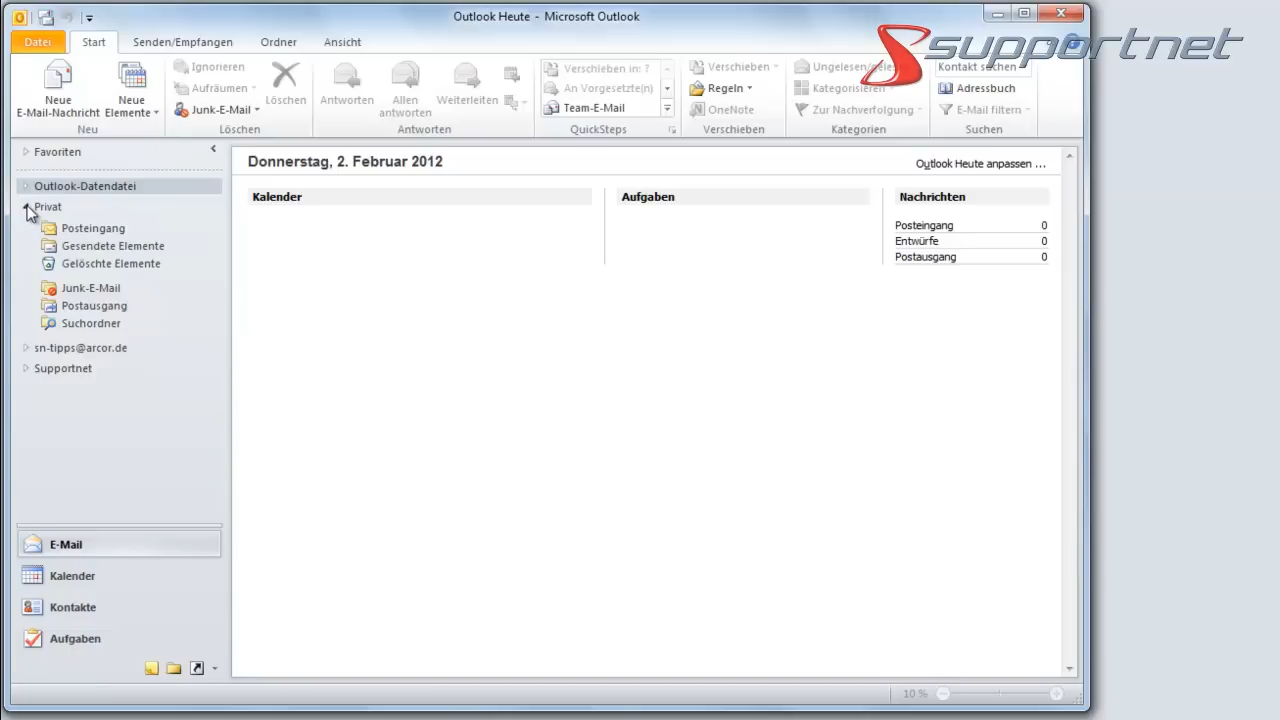 Outlook Heute - Microsoft Outlook
supportnet
Datei Start Senden/Empfangen Ordner Ansicht
Neue E-Mail-Nachricht
Neue Elemente
Neu
Ignorieren
Aufräumen
Junk-E-Mail
Löschen
Löschen
Antworten
Allen antworten
Weiterleiten
Antworten
Verschieben in: ?
An Vorgesetzte(n)
Team-E-Mail
QuickSteps
Verschieben
Regeln
OneNote
Verschieben
Kategorisieren
Zur Nachverfolgung
Kategorien
Kontakt suchen
Adressbuch
E-Mail filtern
Suchen
Favoriten
Outlook-Datendatei
Privat
Posteingang
Gesendete Elemente
Gelöschte Elemente
Junk-E-Mail
Postausgang
Suchordner
sn-tipps@arcor.de
Supportnet
E-Mail
Kalender
Kontakte
Aufgaben
Donnerstag, 2. Februar 2012
Outlook Heute anpassen ...
Kalender
Aufgaben
Nachrichten
Posteingang 0
Entwürfe 0
Postausgang 0
10 %